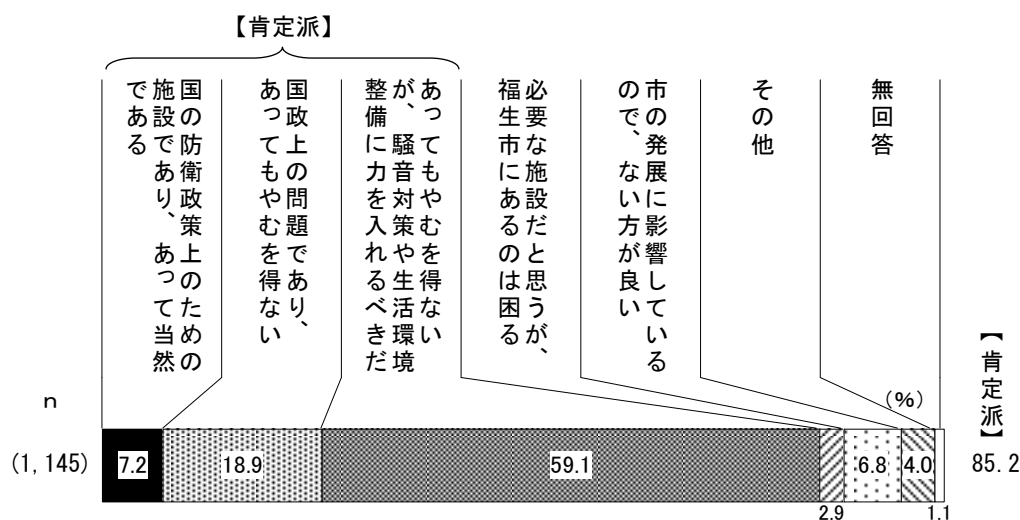 【肯定派】
国の防衛政策上のための
施設であり、あって当然
である
国政上の問題であり、
あってもやむを得ない
あってもやむを得ない
が、騒音対策や生活環境
整備に力を入れるべきだ
必要な施設だと思うが、
福生市にあるのは困る
市の発展に影響している
ので、ない方が良い
その他
無回答
(%)
【肯定派】
n
(1,145)
7.2
18.9
59.1
2.9
6.8
4.0
1.1
85.2